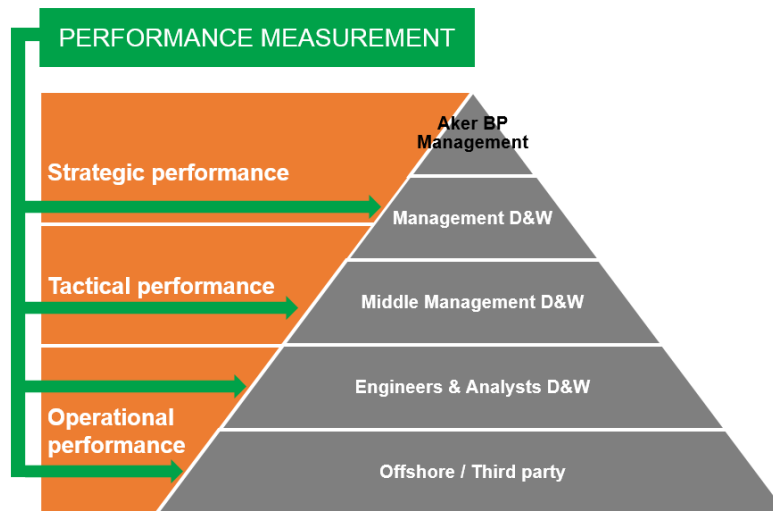 PERFORMANCE MEASUREMENT
Aker BP
Management
Strategic performance
Management D&W
Tactical performance
Middle Management D&W
Engineers & Analysts D&W
Operational
performance
Offshore / Third party